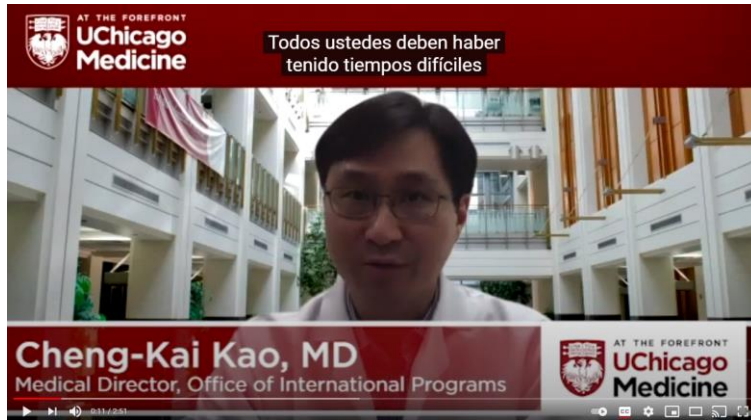 AT THE FOREFRONT
UChicago
Medicine
Todos ustedes deben haber
tenido tiempos difíciles
Cheng-Kai Kao, MD
Medical Director, Office of International Programs
AT THE FOREFRONT
UChicago
Medicine
0:11 / 2:51